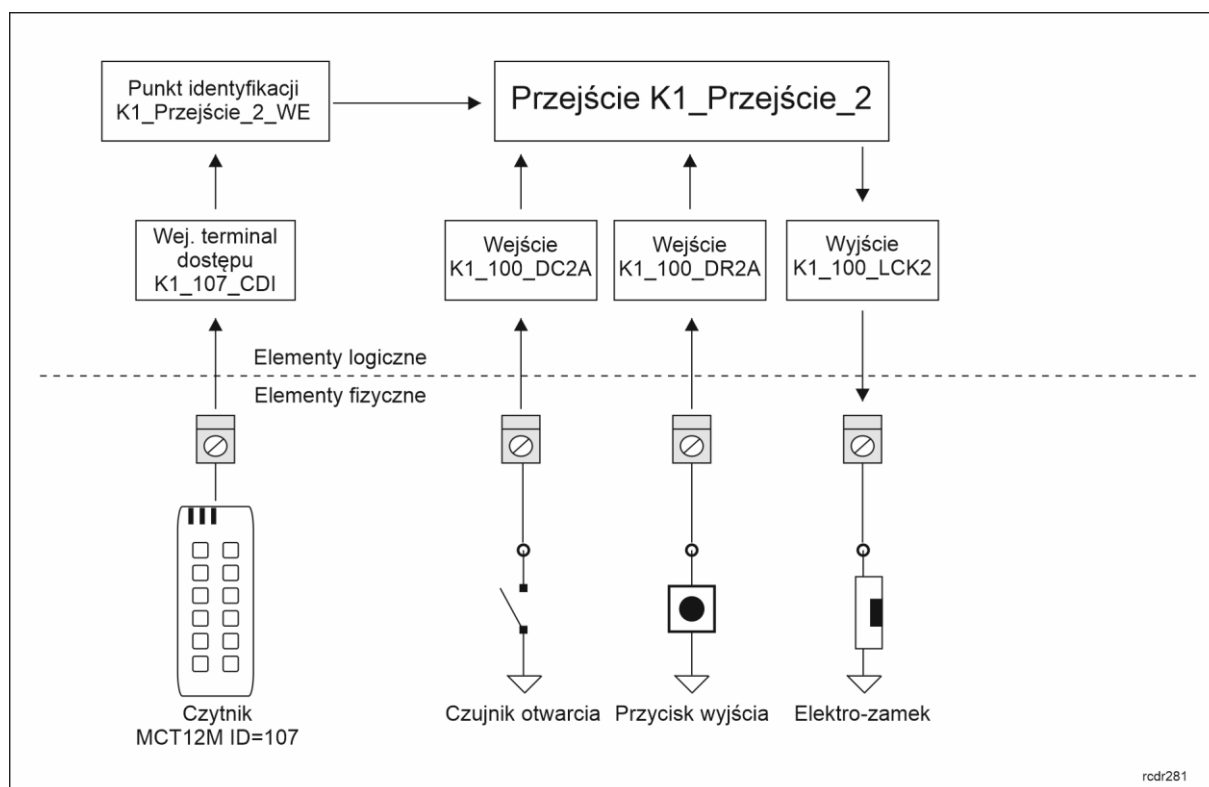 Punkt identyfikacji
K1_Przejście_2_WE
Przejście K1_Przejście_2
Wej. terminal
dostępu
K1_107_CDI
Wejście
K1_100_DC2A
Wejście
K1_100_DR2A
Wyjście
K1_100_LCK2
Elementy logiczne
Elementy fizyczne
Czytnik
MCT12M ID=107
Czujnik otwarcia
Przycisk wyjścia
Elektro-zamek
rcdr281